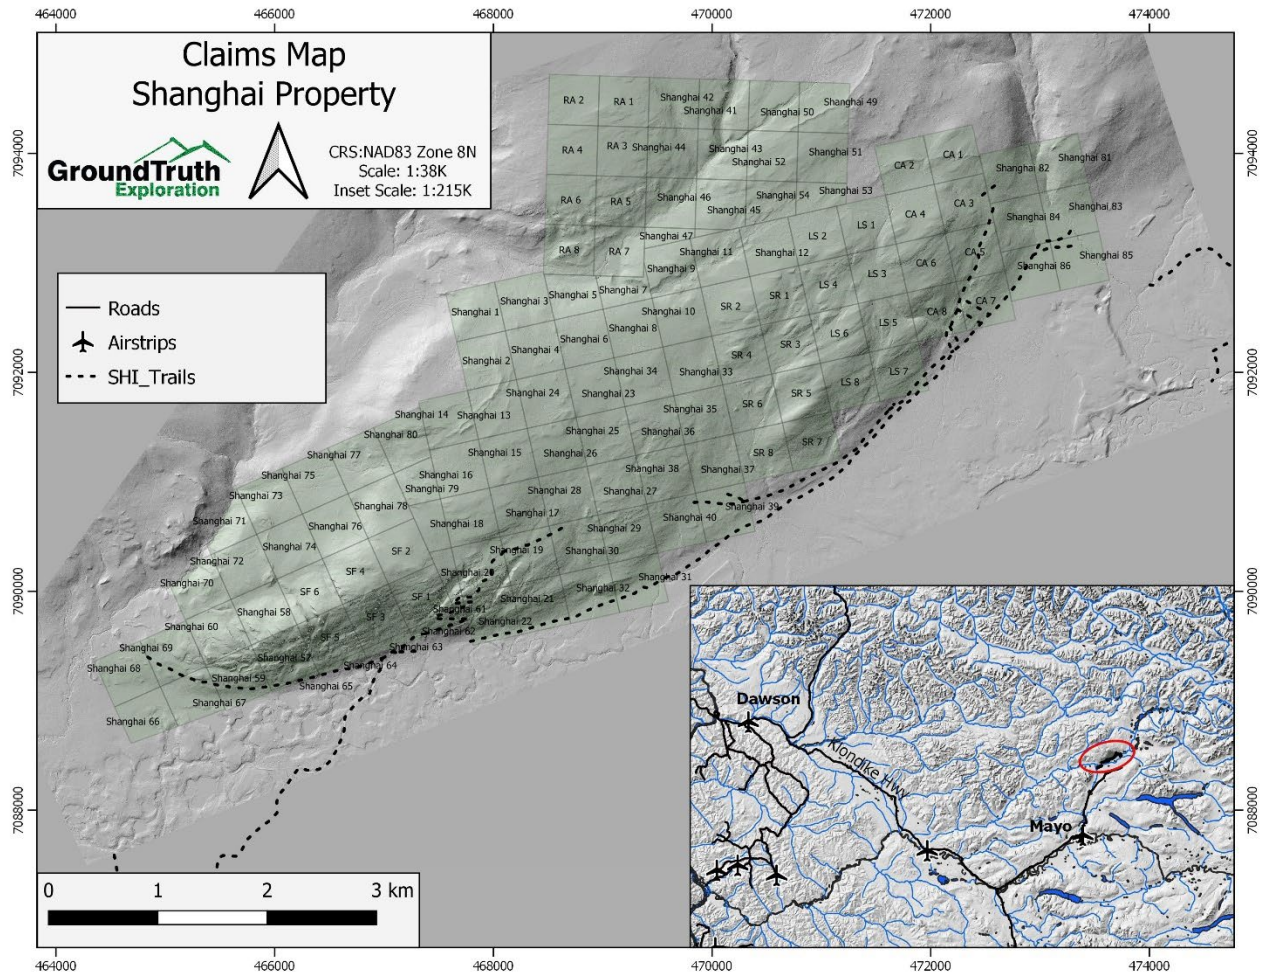 464000 466000 468000 470000 472000 474000
Claims Map
Shanghai Property
GroundTruth
Exploration
CRS:NAD83 Zone 8N
Scale: 1:38K
Inset Scale: 1:215K
Roads
Airstrips
SHI_Trails
7094000
7092000
7090000
7088000
7094000
7092000
7090000
7088000
RA 2
RA 1
Shanghai 42
Shanghai 41
Shanghai 50
Shanghai 49
RA 4
RA 3
Shanghai 44
Shanghai 43
Shanghai 52
Shanghai 51
CA 2
CA 1
Shanghai 82
Shanghai 81
RA 6
RA 5
Shanghai 46
Shanghai 45
Shanghai 54
Shanghai 53
CA 4
CA 3
Shanghai 84
Shanghai 83
RA 8
RA 7
Shanghai 47
Shanghai 11
Shanghai 12
LS 2
LS 1
CA 6
CA 5
Shanghai 86
Shanghai 85
Shanghai 9
Shanghai 1
Shanghai 3
Shanghai 5
Shanghai 7
Shanghai 10
SR 2
SR 1
LS 4
LS 3
CA 8
CA 7
Shanghai 2
Shanghai 4
Shanghai 6
Shanghai 8
SR 4
SR 3
LS 6
LS 5
Shanghai 24
Shanghai 23
Shanghai 34
Shanghai 33
SR 6
SR 5
LS 8
LS 7
Shanghai 14
Shanghai 13
Shanghai 80
Shanghai 25
Shanghai 35
Shanghai 36
SR 8
SR 7
Shanghai 77
Shanghai 75
Shanghai 73
Shanghai 16
Shanghai 15
Shanghai 26
Shanghai 38
Shanghai 37
Shanghai 79
Shanghai 28
Shanghai 27
Shanghai 71
Shanghai 76
Shanghai 78
Shanghai 18
Shanghai 17
Shanghai 29
Shanghai 40
Shanghai 39
Shanghai 72
Shanghai 74
SF 2
Shanghai 19
Shanghai 30
Shanghai 70
SF 4
Shanghai 20
Shanghai 32
Shanghai 31
SF 6
SF 1
Shanghai 21
Shanghai 58
SF 3
Shanghai 61
Shanghai 22
Shanghai 60
SF 5
Shanghai 62
Shanghai 69
Shanghai 57
Shanghai 63
Shanghai 68
Shanghai 59
Shanghai 64
Shanghai 65
Shanghai 67
Shanghai 66
Dawson
Klondike Hwy
Mayo
0 1 2 3 km
464000 466000 468000 470000 472000 474000